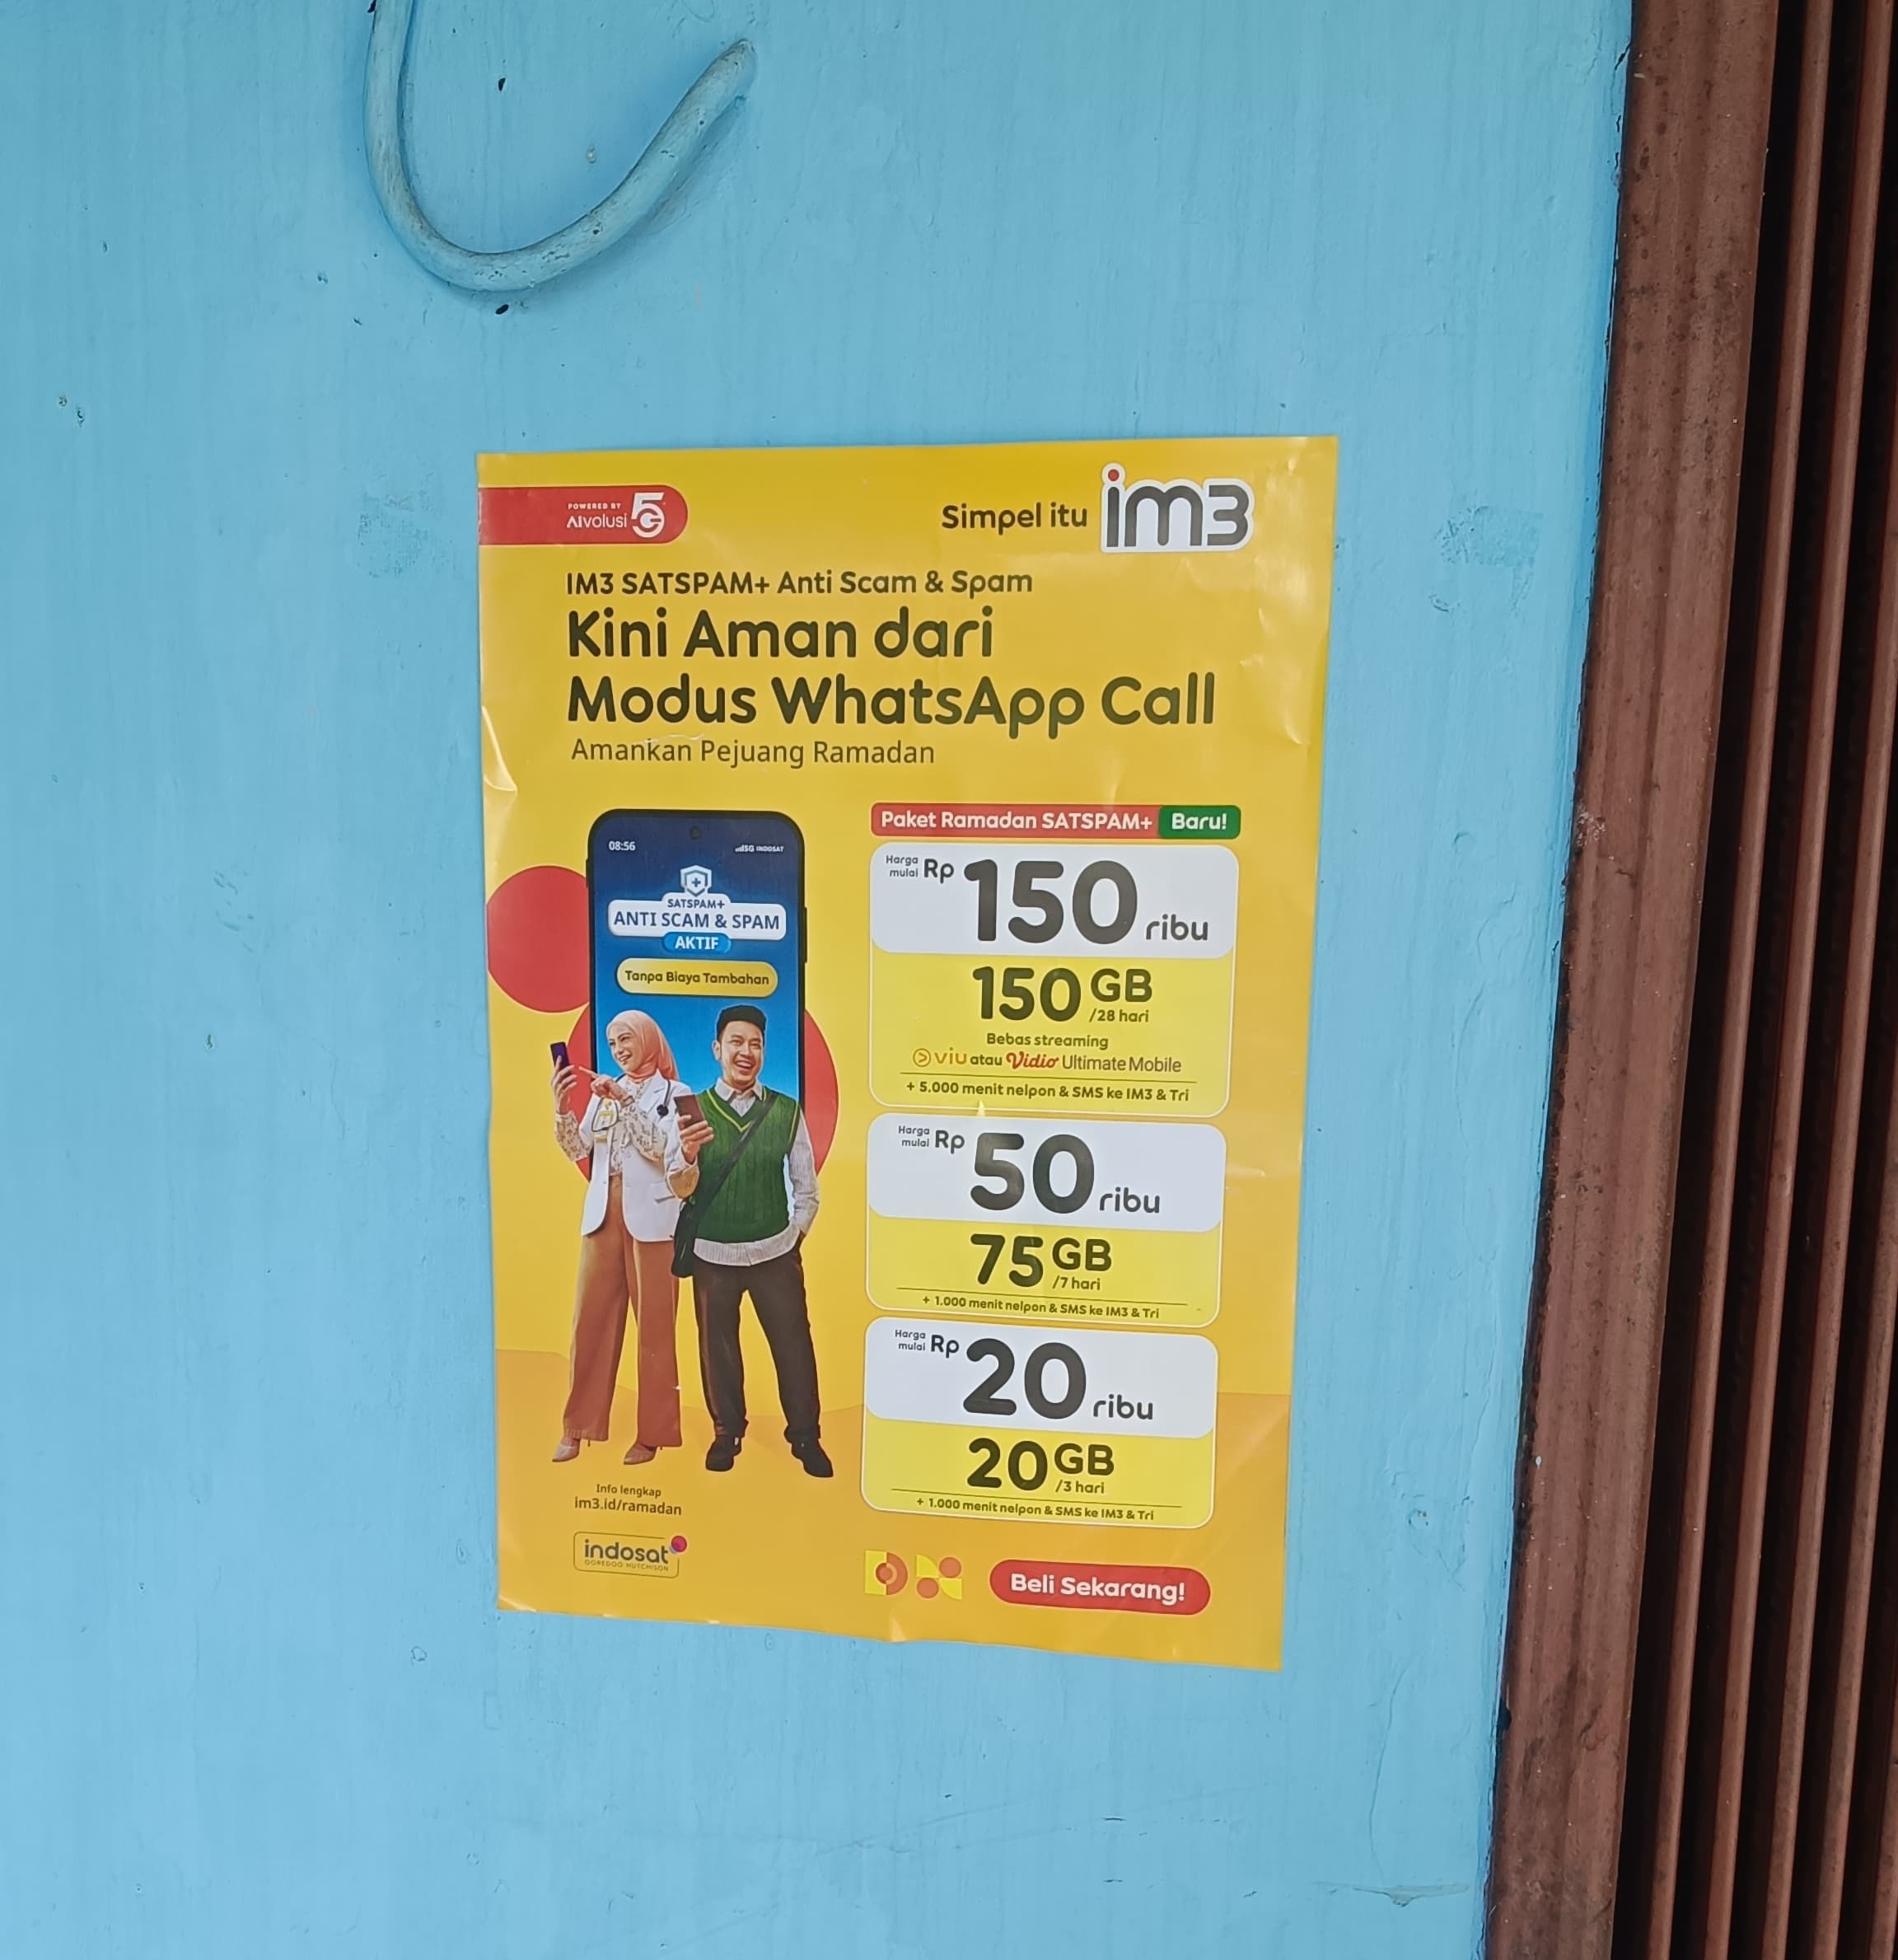 POWERED BY
AIvolusi 5G
Simpel itu im3
IM3 SATSPAM+ Anti Scam & Spam
Kini Aman dari
Modus WhatsApp Call
Amankan Pejuang Ramadan
08:56
5G INDOSAT
SATSPAM+
ANTI SCAM & SPAM
AKTIF
Tanpa Biaya Tambahan
Info lengkap
im3.id/ramadan
indosat
OOREDOO HUTCHISON
Paket Ramadan SATSPAM+ Baru!
Harga mulai Rp 150 ribu
150 GB
/28 hari
Bebas streaming
viu atau Vidio Ultimate Mobile
+ 5.000 menit nelpon & SMS ke IM3 & Tri
Harga mulai Rp 50 ribu
75 GB
/7 hari
+ 1.000 menit nelpon & SMS ke IM3 & Tri
Harga mulai Rp 20 ribu
20 GB
/3 hari
+ 1.000 menit nelpon & SMS ke IM3 & Tri
Beli Sekarang!